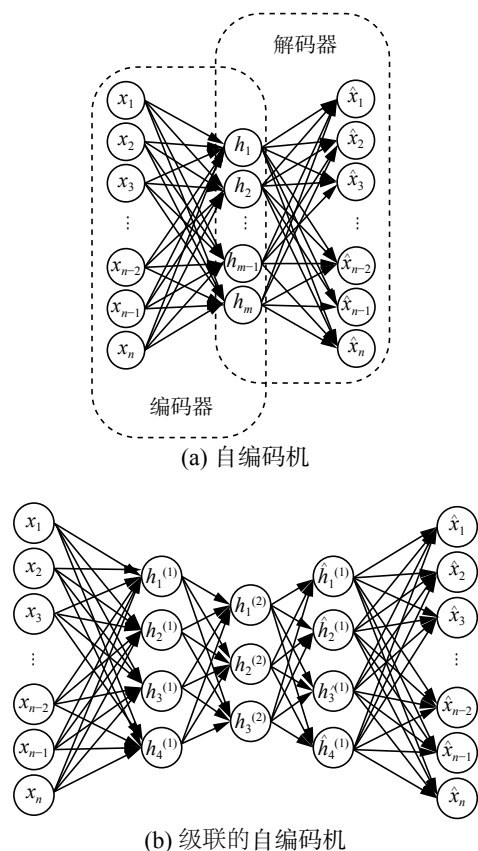 解码器
x₁ h₁ x̂₁
x₂ h₂ x̂₂
x₃ x̂₃
⋮ ⋮
xₙ₋₂ hₘ₋₁ x̂ₙ₋₂
xₙ₋₁ hₘ x̂ₙ₋₁
xₙ x̂ₙ
编码器
(a) 自编码机
x₁ x̂₁
x₂ h₁⁽¹⁾ ĥ₁⁽¹⁾ x̂₂
x₃ h₂⁽¹⁾ h₁⁽²⁾ ĥ₂⁽¹⁾ x̂₃
⋮ h₂⁽²⁾ ⋮
xₙ₋₂ h₃⁽¹⁾ h₃⁽²⁾ ĥ₃⁽¹⁾ x̂ₙ₋₂
xₙ₋₁ h₄⁽¹⁾ ĥ₄⁽¹⁾ x̂ₙ₋₁
xₙ x̂ₙ
(b) 级联的自编码机